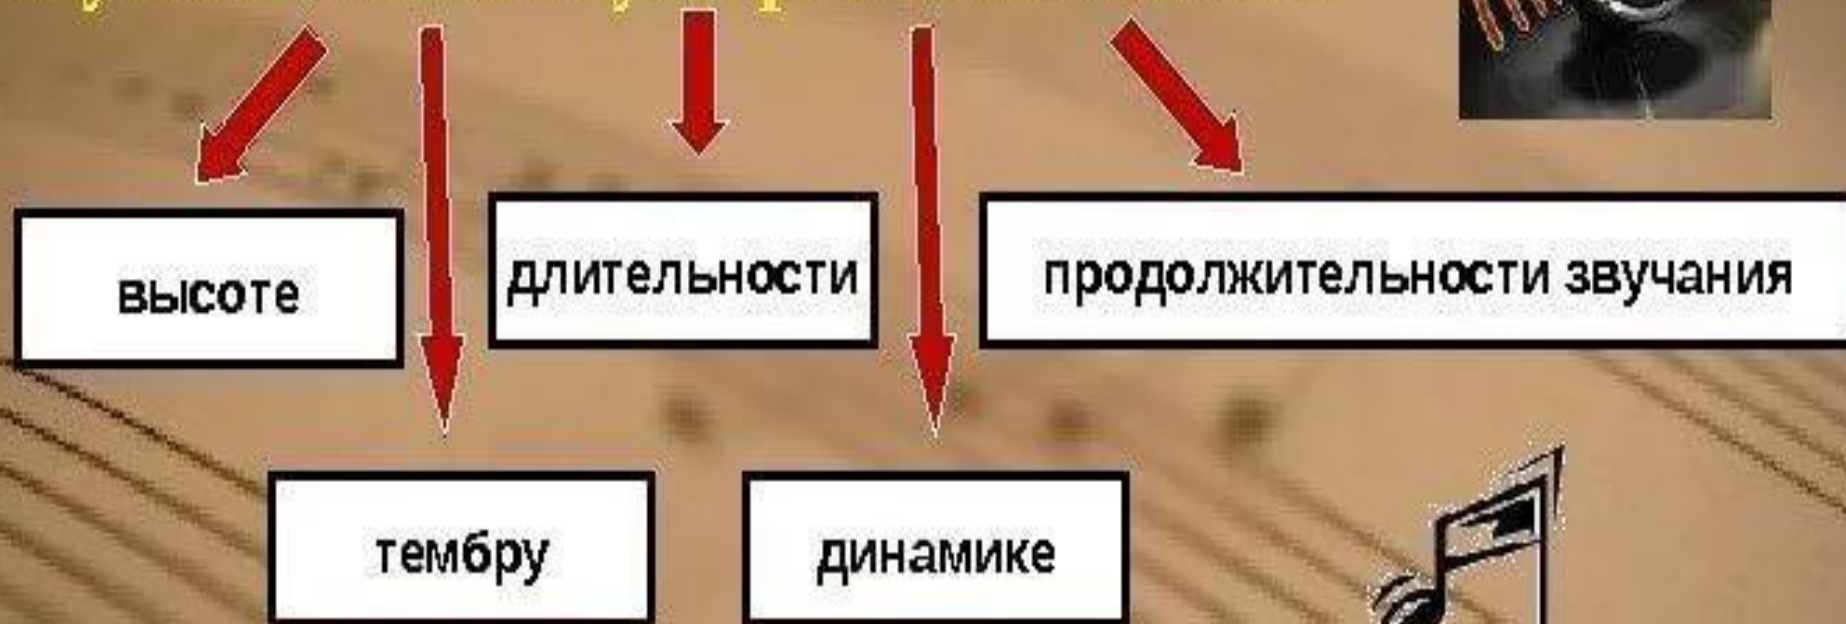 высоте
длительности
продолжительности звучания
тембру
динамике